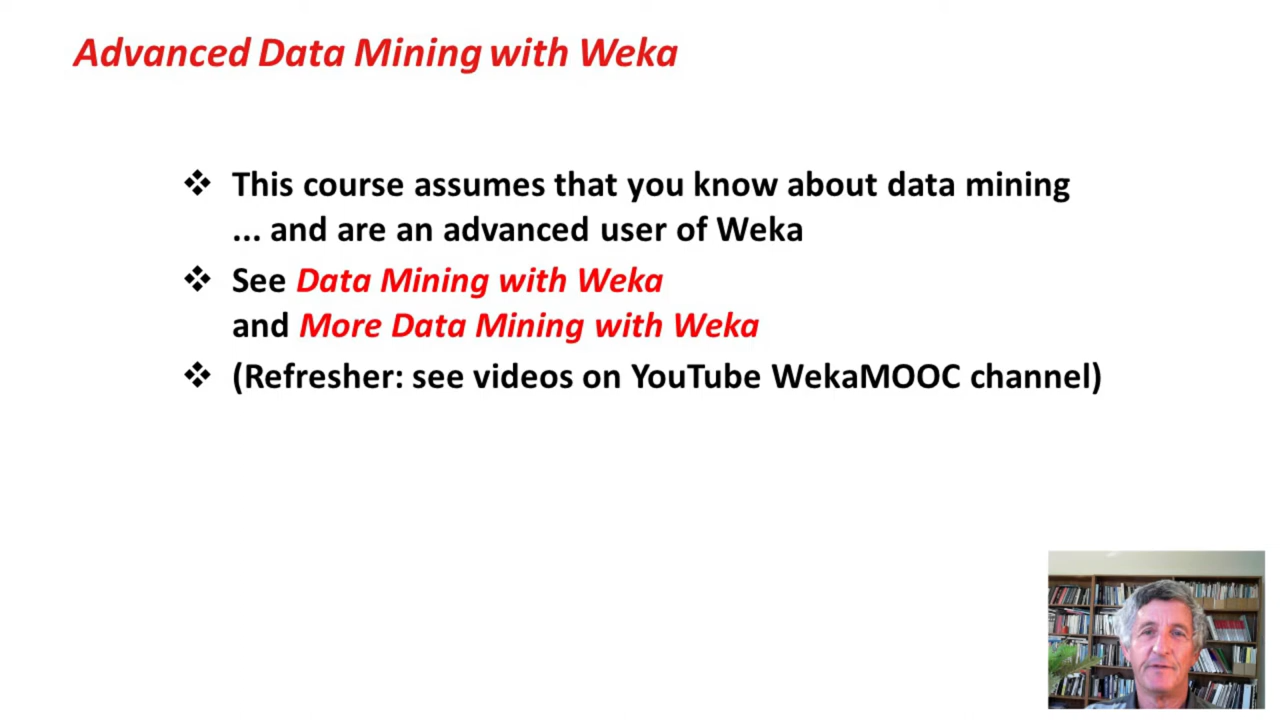 Advanced Data Mining with Weka
❖ This course assumes that you know about data mining
... and are an advanced user of Weka
❖ See Data Mining with Weka
and More Data Mining with Weka
❖ (Refresher: see videos on YouTube WekaMOOC channel)